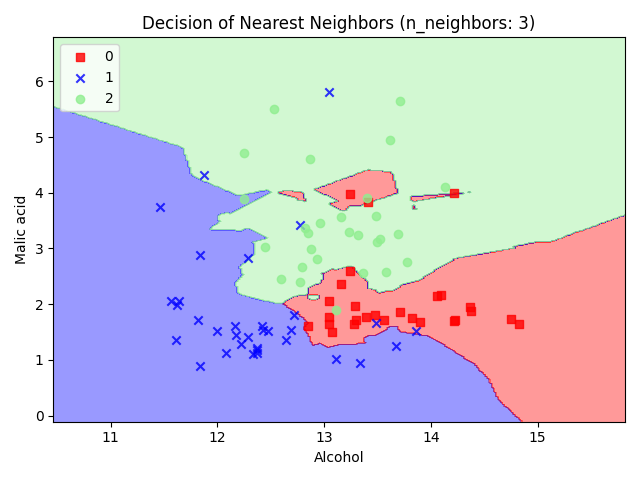 Decision of Nearest Neighbors (n_neighbors: 3)
0
1
2
6
5
4
3
2
1
0
Malic acid
11 12 13 14 15
Alcohol